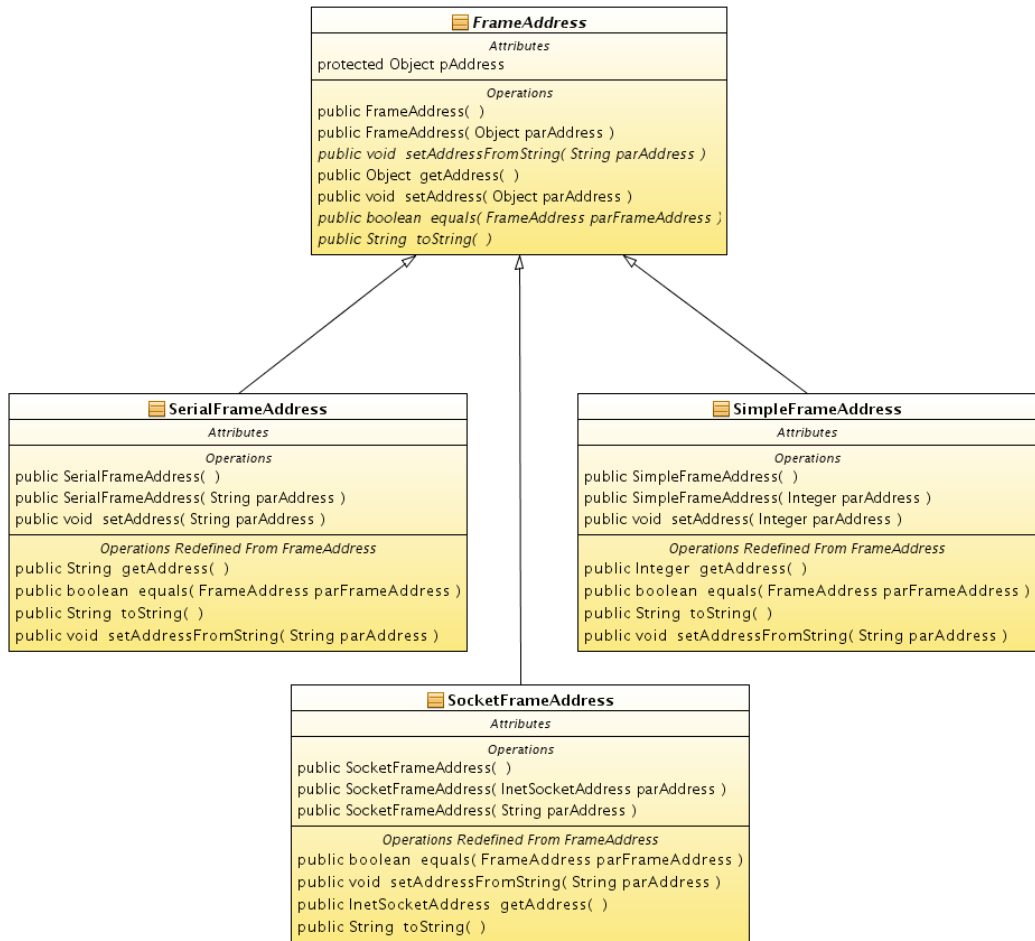 FrameAddress
Attributes
protected Object pAddress
Operations
public FrameAddress( )
public FrameAddress( Object parAddress )
public void setAddressFromString( String parAddress )
public Object getAddress( )
public void setAddress( Object parAddress )
public boolean equals( FrameAddress parFrameAddress )
public String toString( )
SerialFrameAddress
Attributes
Operations
public SerialFrameAddress( )
public SerialFrameAddress( String parAddress )
public void setAddress( String parAddress )
Operations Redefined From FrameAddress
public String getAddress( )
public boolean equals( FrameAddress parFrameAddress )
public String toString( )
public void setAddressFromString( String parAddress )
SimpleFrameAddress
Attributes
Operations
public SimpleFrameAddress( )
public SimpleFrameAddress( Integer parAddress )
public void setAddress( Integer parAddress )
Operations Redefined From FrameAddress
public Integer getAddress( )
public boolean equals( FrameAddress parFrameAddress )
public String toString( )
public void setAddressFromString( String parAddress )
SocketFrameAddress
Attributes
Operations
public SocketFrameAddress( )
public SocketFrameAddress( InetSocketAddress parAddress )
public SocketFrameAddress( String parAddress )
Operations Redefined From FrameAddress
public boolean equals( FrameAddress parFrameAddress )
public void setAddressFromString( String parAddress )
public InetSocketAddress getAddress( )
public String toString( )